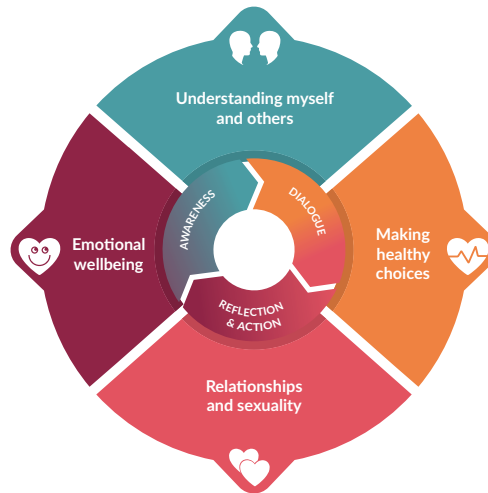 Understanding myself
and others
AWARENESS
DIALOGUE
Emotional
wellbeing
Making
healthy
choices
REFLECTION
& ACTION
Relationships
and sexuality